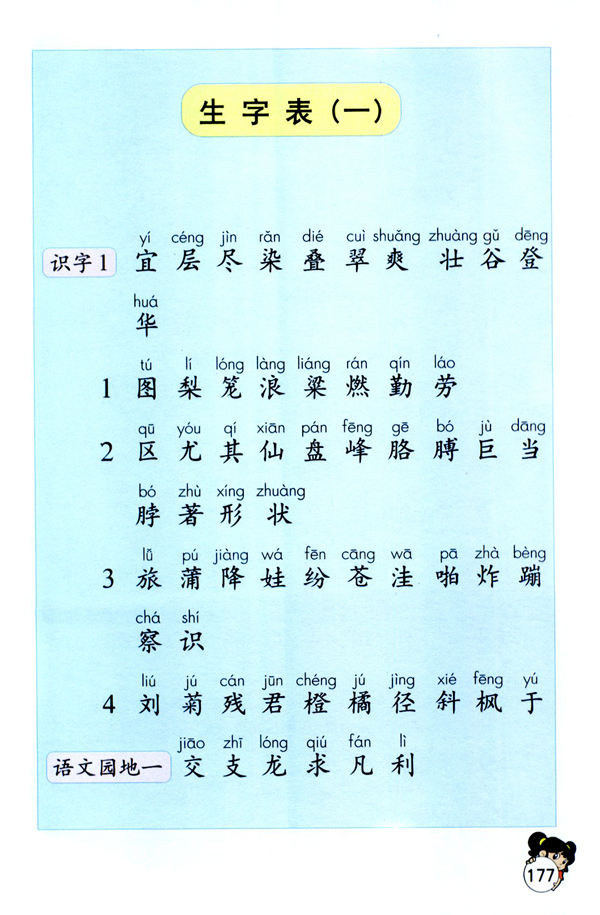 生字表(一)
yí céng jìn rǎn dié cuì shuǎng zhuàng gǔ dēng
识字1 宜 层 尽 染 叠 翠 爽 壮 谷 登
huá
华
tú lí lóng làng liáng rán qín láo
1 图 梨 笼 浪 梁 燃 勤 劳
qū yóu qí xiān pán fēng gē bó jù dāng
2 区 尤 其 仙 盘 峰 胳 膊 巨 当
bó zhù xíng zhuàng
脖 著 形 状
lǚ pú jiàng wá fēn cāng wā pā zhà bèng
3 旅 蒲 降 娃 纷 苍 洼 啪 炸 蹦
chá shí
察 识
liú jú cán jūn chéng jú jìng xié fēng yú
4 刘 菊 残 君 橙 橘 径 斜 枫 于
jiāo zhī lóng qiú fán lì
语文园地一 交 支 龙 求 凡 利
177